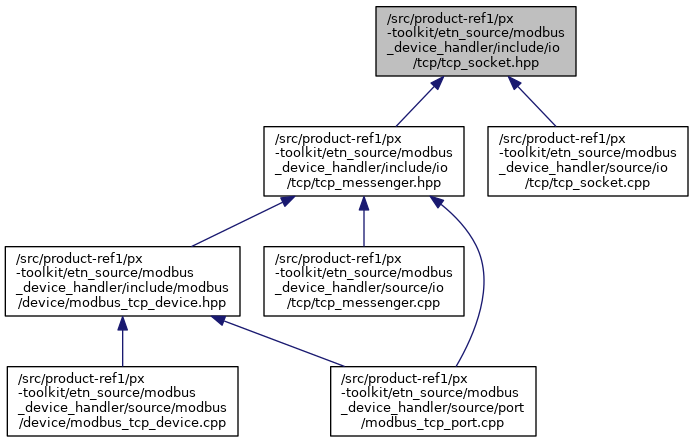 /src/product-ref1/px
-toolkit/etn_source/modbus
_device_handler/include/io
/tcp/tcp_socket.hpp
/src/product-ref1/px
-toolkit/etn_source/modbus
_device_handler/include/io
/tcp/tcp_messenger.hpp
/src/product-ref1/px
-toolkit/etn_source/modbus
_device_handler/source/io
/tcp/tcp_socket.cpp
/src/product-ref1/px
-toolkit/etn_source/modbus
_device_handler/include/modbus
/device/modbus_tcp_device.hpp
/src/product-ref1/px
-toolkit/etn_source/modbus
_device_handler/source/io
/tcp/tcp_messenger.cpp
/src/product-ref1/px
-toolkit/etn_source/modbus
_device_handler/source/modbus
/device/modbus_tcp_device.cpp
/src/product-ref1/px
-toolkit/etn_source/modbus
_device_handler/source/port
/modbus_tcp_port.cpp